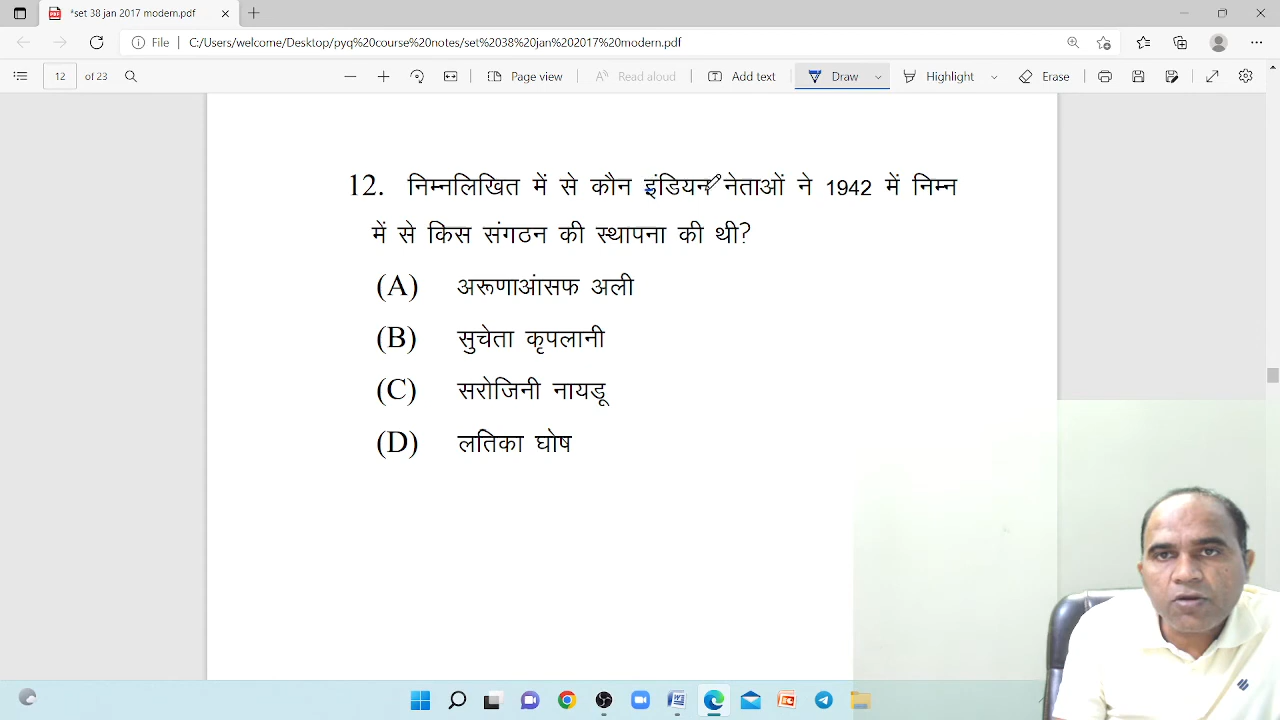 *set 38 jan 2017 modern.pdf
File
C:/Users/welcome/Desktop/pyq%20course%20notes/set%2038%20jan%202017%20modern.pdf
12 of 23 Page view Read aloud Add text Draw Highlight Erase
12. निम्नलिखित में से कौन इंडियन नेताओं ने 1942 में निम्न
में से किस संगठन की स्थापना की थी?
(A) अरूणाआंसफ अली
(B) सुचेता कृपलानी
(C) सरोजिनी नायडू
(D) लतिका घोष